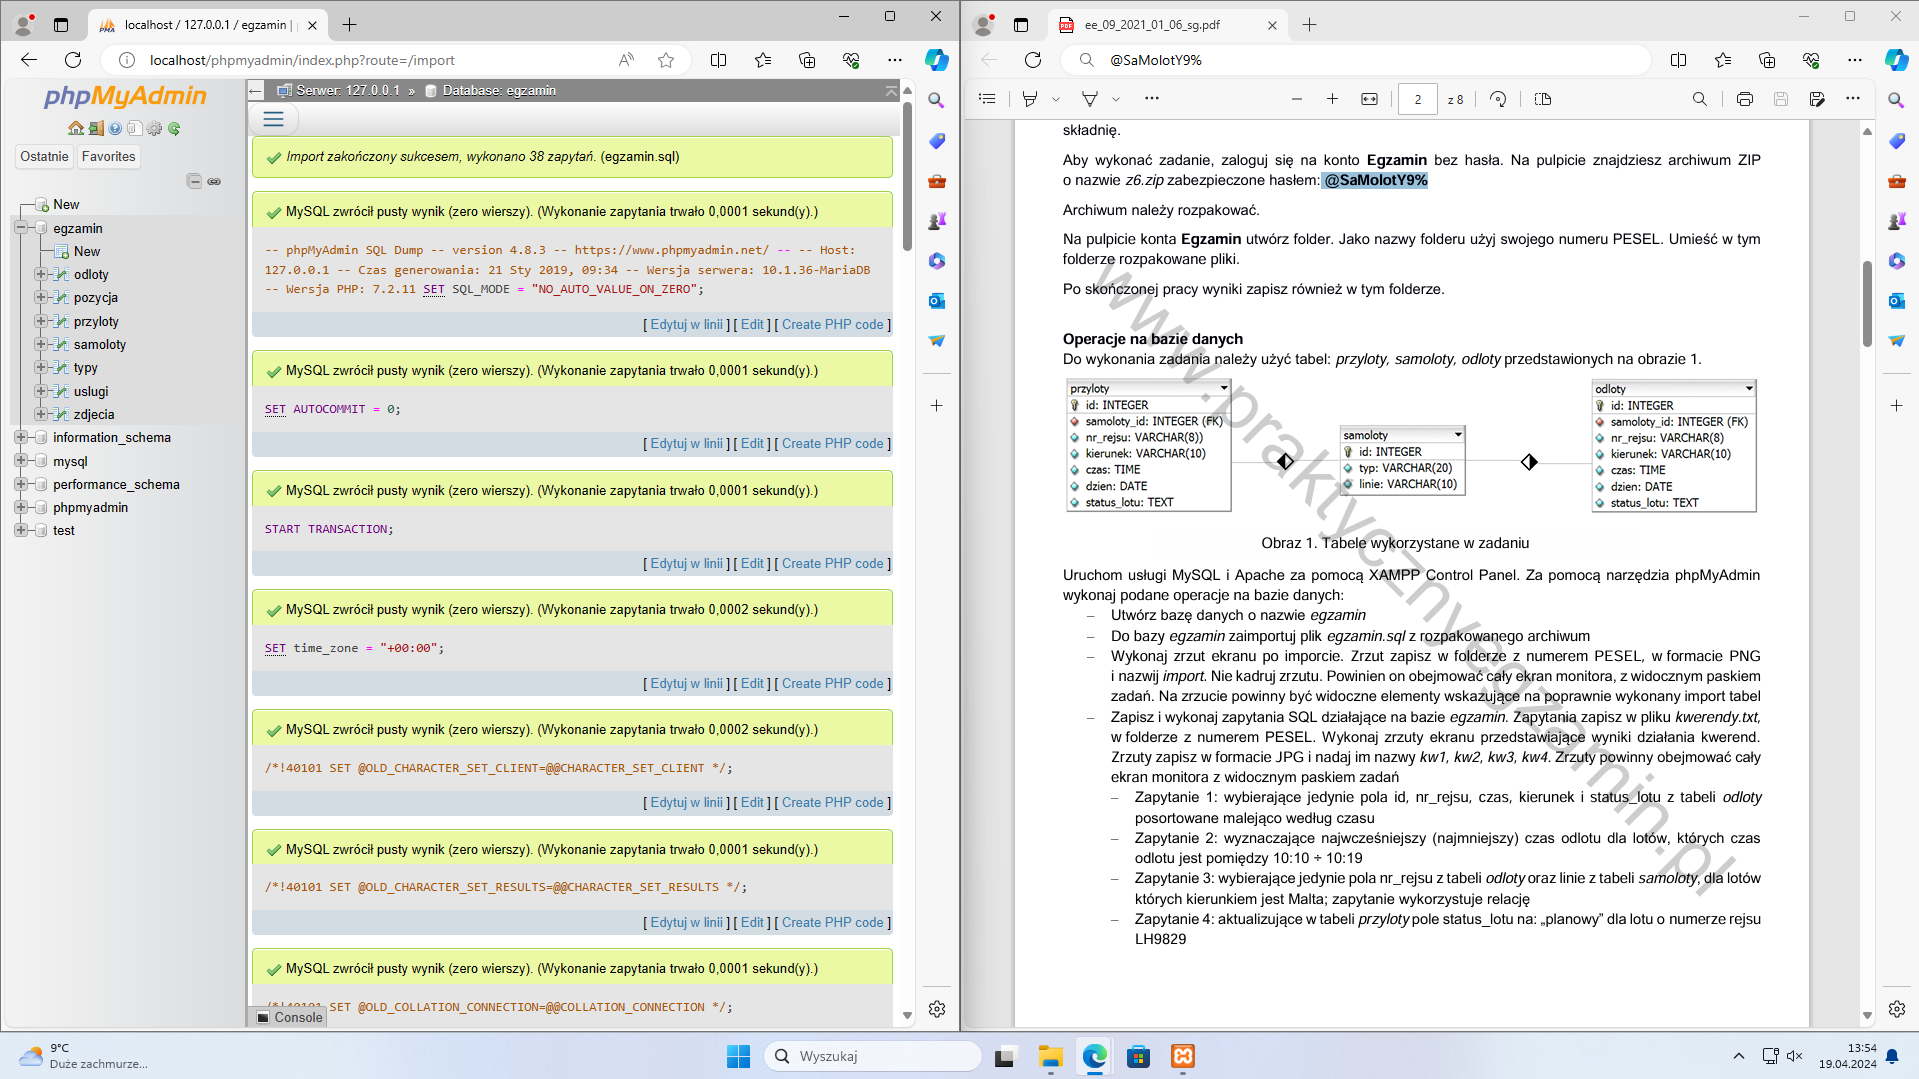 localhost / 127.0.0.1 / egzamin | p
localhost/phpmyadmin/index.php?route=/import
phpMyAdmin
Ostatnie Favorites
New
egzamin
New
odloty
pozycja
przyloty
samoloty
typy
uslugi
zdjecia
information_schema
mysql
performance_schema
phpmyadmin
test
Serwer: 127.0.0.1 » Database: egzamin
Import zakończony sukcesem, wykonano 38 zapytań. (egzamin.sql)
MySQL zwrócił pusty wynik (zero wierszy). (Wykonanie zapytania trwało 0,0001 sekund(y).)
-- phpMyAdmin SQL Dump -- version 4.8.3 -- https://www.phpmyadmin.net/ -- -- Host:
127.0.0.1 -- Czas generowania: 21 Sty 2019, 09:34 -- Wersja serwera: 10.1.36-MariaDB
-- Wersja PHP: 7.2.11 SET SQL_MODE = "NO_AUTO_VALUE_ON_ZERO";
[ Edytuj w linii ] [ Edit ] [ Create PHP code ]
MySQL zwrócił pusty wynik (zero wierszy). (Wykonanie zapytania trwało 0,0001 sekund(y).)
SET AUTOCOMMIT = 0;
[ Edytuj w linii ] [ Edit ] [ Create PHP code ]
MySQL zwrócił pusty wynik (zero wierszy). (Wykonanie zapytania trwało 0,0001 sekund(y).)
START TRANSACTION;
[ Edytuj w linii ] [ Edit ] [ Create PHP code ]
MySQL zwrócił pusty wynik (zero wierszy). (Wykonanie zapytania trwało 0,0002 sekund(y).)
SET time_zone = "+00:00";
[ Edytuj w linii ] [ Edit ] [ Create PHP code ]
MySQL zwrócił pusty wynik (zero wierszy). (Wykonanie zapytania trwało 0,0002 sekund(y).)
/*!40101 SET @OLD_CHARACTER_SET_CLIENT=@@CHARACTER_SET_CLIENT */;
[ Edytuj w linii ] [ Edit ] [ Create PHP code ]
MySQL zwrócił pusty wynik (zero wierszy). (Wykonanie zapytania trwało 0,0001 sekund(y).)
/*!40101 SET @OLD_CHARACTER_SET_RESULTS=@@CHARACTER_SET_RESULTS */;
[ Edytuj w linii ] [ Edit ] [ Create PHP code ]
MySQL zwrócił pusty wynik (zero wierszy). (Wykonanie zapytania trwało 0,0001 sekund(y).)
/*!40101 SET @OLD_COLLATION_CONNECTION=@@COLLATION_CONNECTION */;
Console
ee_09_2021_01_06_sg.pdf
@SaMolotY9%
2 z 8
składnię.
Aby wykonać zadanie, zaloguj się na konto Egzamin bez hasła. Na pulpicie znajdziesz archiwum ZIP
o nazwie z6.zip zabezpieczone hasłem: @SaMolotY9%
Archiwum należy rozpakować.
Na pulpicie konta Egzamin utwórz folder. Jako nazwy folderu użyj swojego numeru PESEL. Umieść w tym
folderze rozpakowane pliki.
Po skończonej pracy wyniki zapisz również w tym folderze.
Operacje na bazie danych
Do wykonania zadania należy użyć tabel: przyloty, samoloty, odloty przedstawionych na obrazie 1.
przyloty
id: INTEGER
samoloty_id: INTEGER (FK)
nr_rejsu: VARCHAR(8))
kierunek: VARCHAR(10)
czas: TIME
dzien: DATE
status_lotu: TEXT
samoloty
id: INTEGER
typ: VARCHAR(20)
linie: VARCHAR(10)
odloty
id: INTEGER
samoloty_id: INTEGER (FK)
nr_rejsu: VARCHAR(8)
kierunek: VARCHAR(10)
czas: TIME
dzien: DATE
status_lotu: TEXT
Obraz 1. Tabele wykorzystane w zadaniu
Uruchom usługi MySQL i Apache za pomocą XAMPP Control Panel. Za pomocą narzędzia phpMyAdmin
wykonaj podane operacje na bazie danych:
– Utwórz bazę danych o nazwie egzamin
– Do bazy egzamin zaimportuj plik egzamin.sql z rozpakowanego archiwum
– Wykonaj zrzut ekranu po imporcie. Zrzut zapisz w folderze z numerem PESEL, w formacie PNG
i nazwij import. Nie kadruj zrzutu. Powinien on obejmować cały ekran monitora, z widocznym paskiem
zadań. Na zrzucie powinny być widoczne elementy wskazujące na poprawnie wykonany import tabel
– Zapisz i wykonaj zapytania SQL działające na bazie egzamin. Zapytania zapisz w pliku kwerendy.txt,
w folderze z numerem PESEL. Wykonaj zrzuty ekranu przedstawiające wyniki działania kwerend.
Zrzuty zapisz w formacie JPG i nadaj im nazwy kw1, kw2, kw3, kw4. Zrzuty powinny obejmować cały
ekran monitora z widocznym paskiem zadań
– Zapytanie 1: wybierające jedynie pola id, nr_rejsu, czas, kierunek i status_lotu z tabeli odloty
posortowane malejąco według czasu
– Zapytanie 2: wyznaczające najwcześniejszy (najmniejszy) czas odlotu dla lotów, których czas
odlotu jest pomiędzy 10:10 ÷ 10:19
– Zapytanie 3: wybierające jedynie pola nr_rejsu z tabeli odloty oraz linie z tabeli samoloty, dla lotów
których kierunkiem jest Malta; zapytanie wykorzystuje relację
– Zapytanie 4: aktualizujące w tabeli przyloty pole status_lotu na: „planowy” dla lotu o numerze rejsu
LH9829
www.praktycznyegzamin.pl
9°C
Duże zachmurze...
Wyszukaj
13:54
19.04.2024